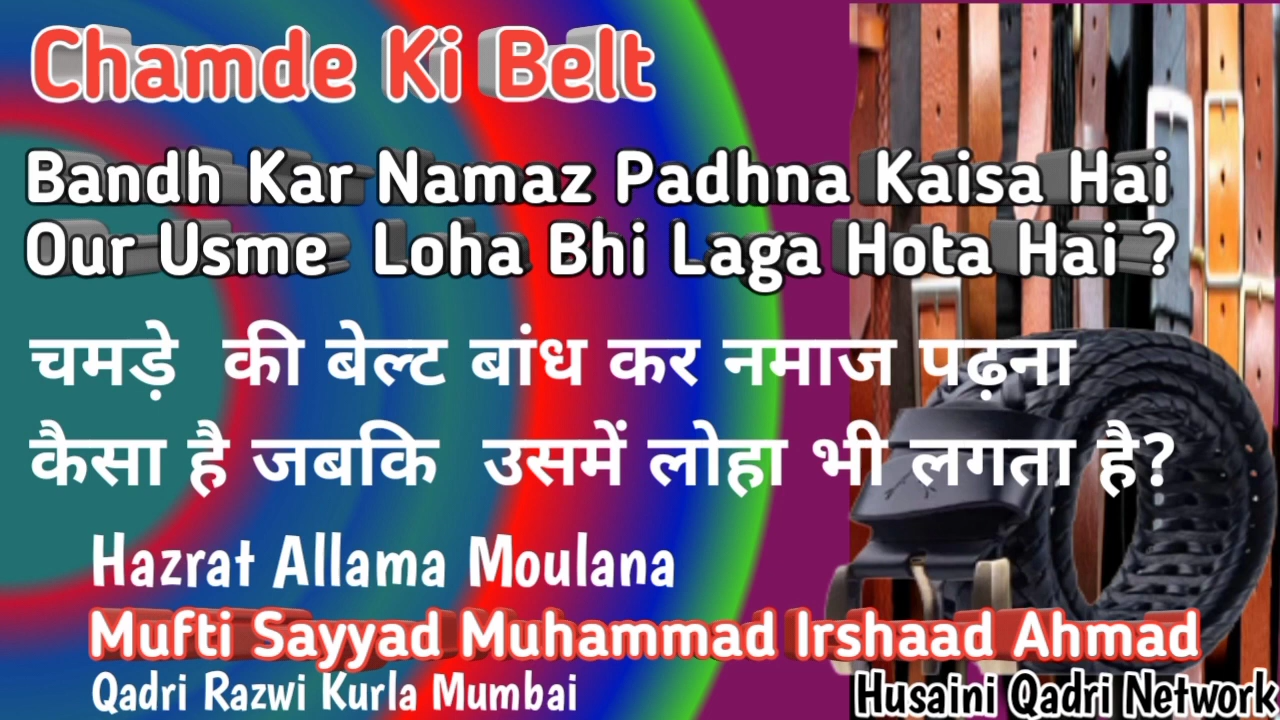 Chamde Ki Belt
Bandh Kar Namaz Padhna Kaisa Hai
Our Usme Loha Bhi Laga Hota Hai ?
चमड़े की बेल्ट बांध कर नमाज पढ़ना
कैसा है जबकि उसमें लोहा भी लगता है?
Hazrat Allama Moulana
Mufti Sayyad Muhammad Irshaad Ahmad
Qadri Razwi Kurla Mumbai
Husaini Qadri Network